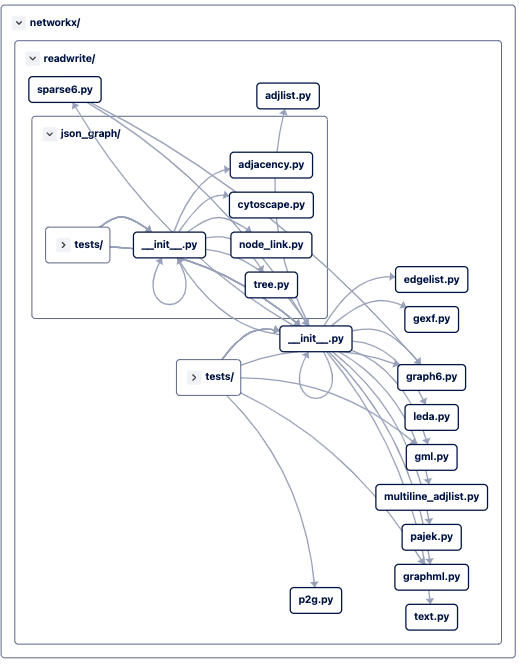 networkx/
readwrite/
sparse6.py
adjlist.py
json_graph/
adjacency.py
cytoscape.py
tests/
__init__.py
node_link.py
tree.py
edgelist.py
gexf.py
__init__.py
tests/
graph6.py
leda.py
gml.py
multiline_adjlist.py
pajek.py
graphml.py
p2g.py
text.py